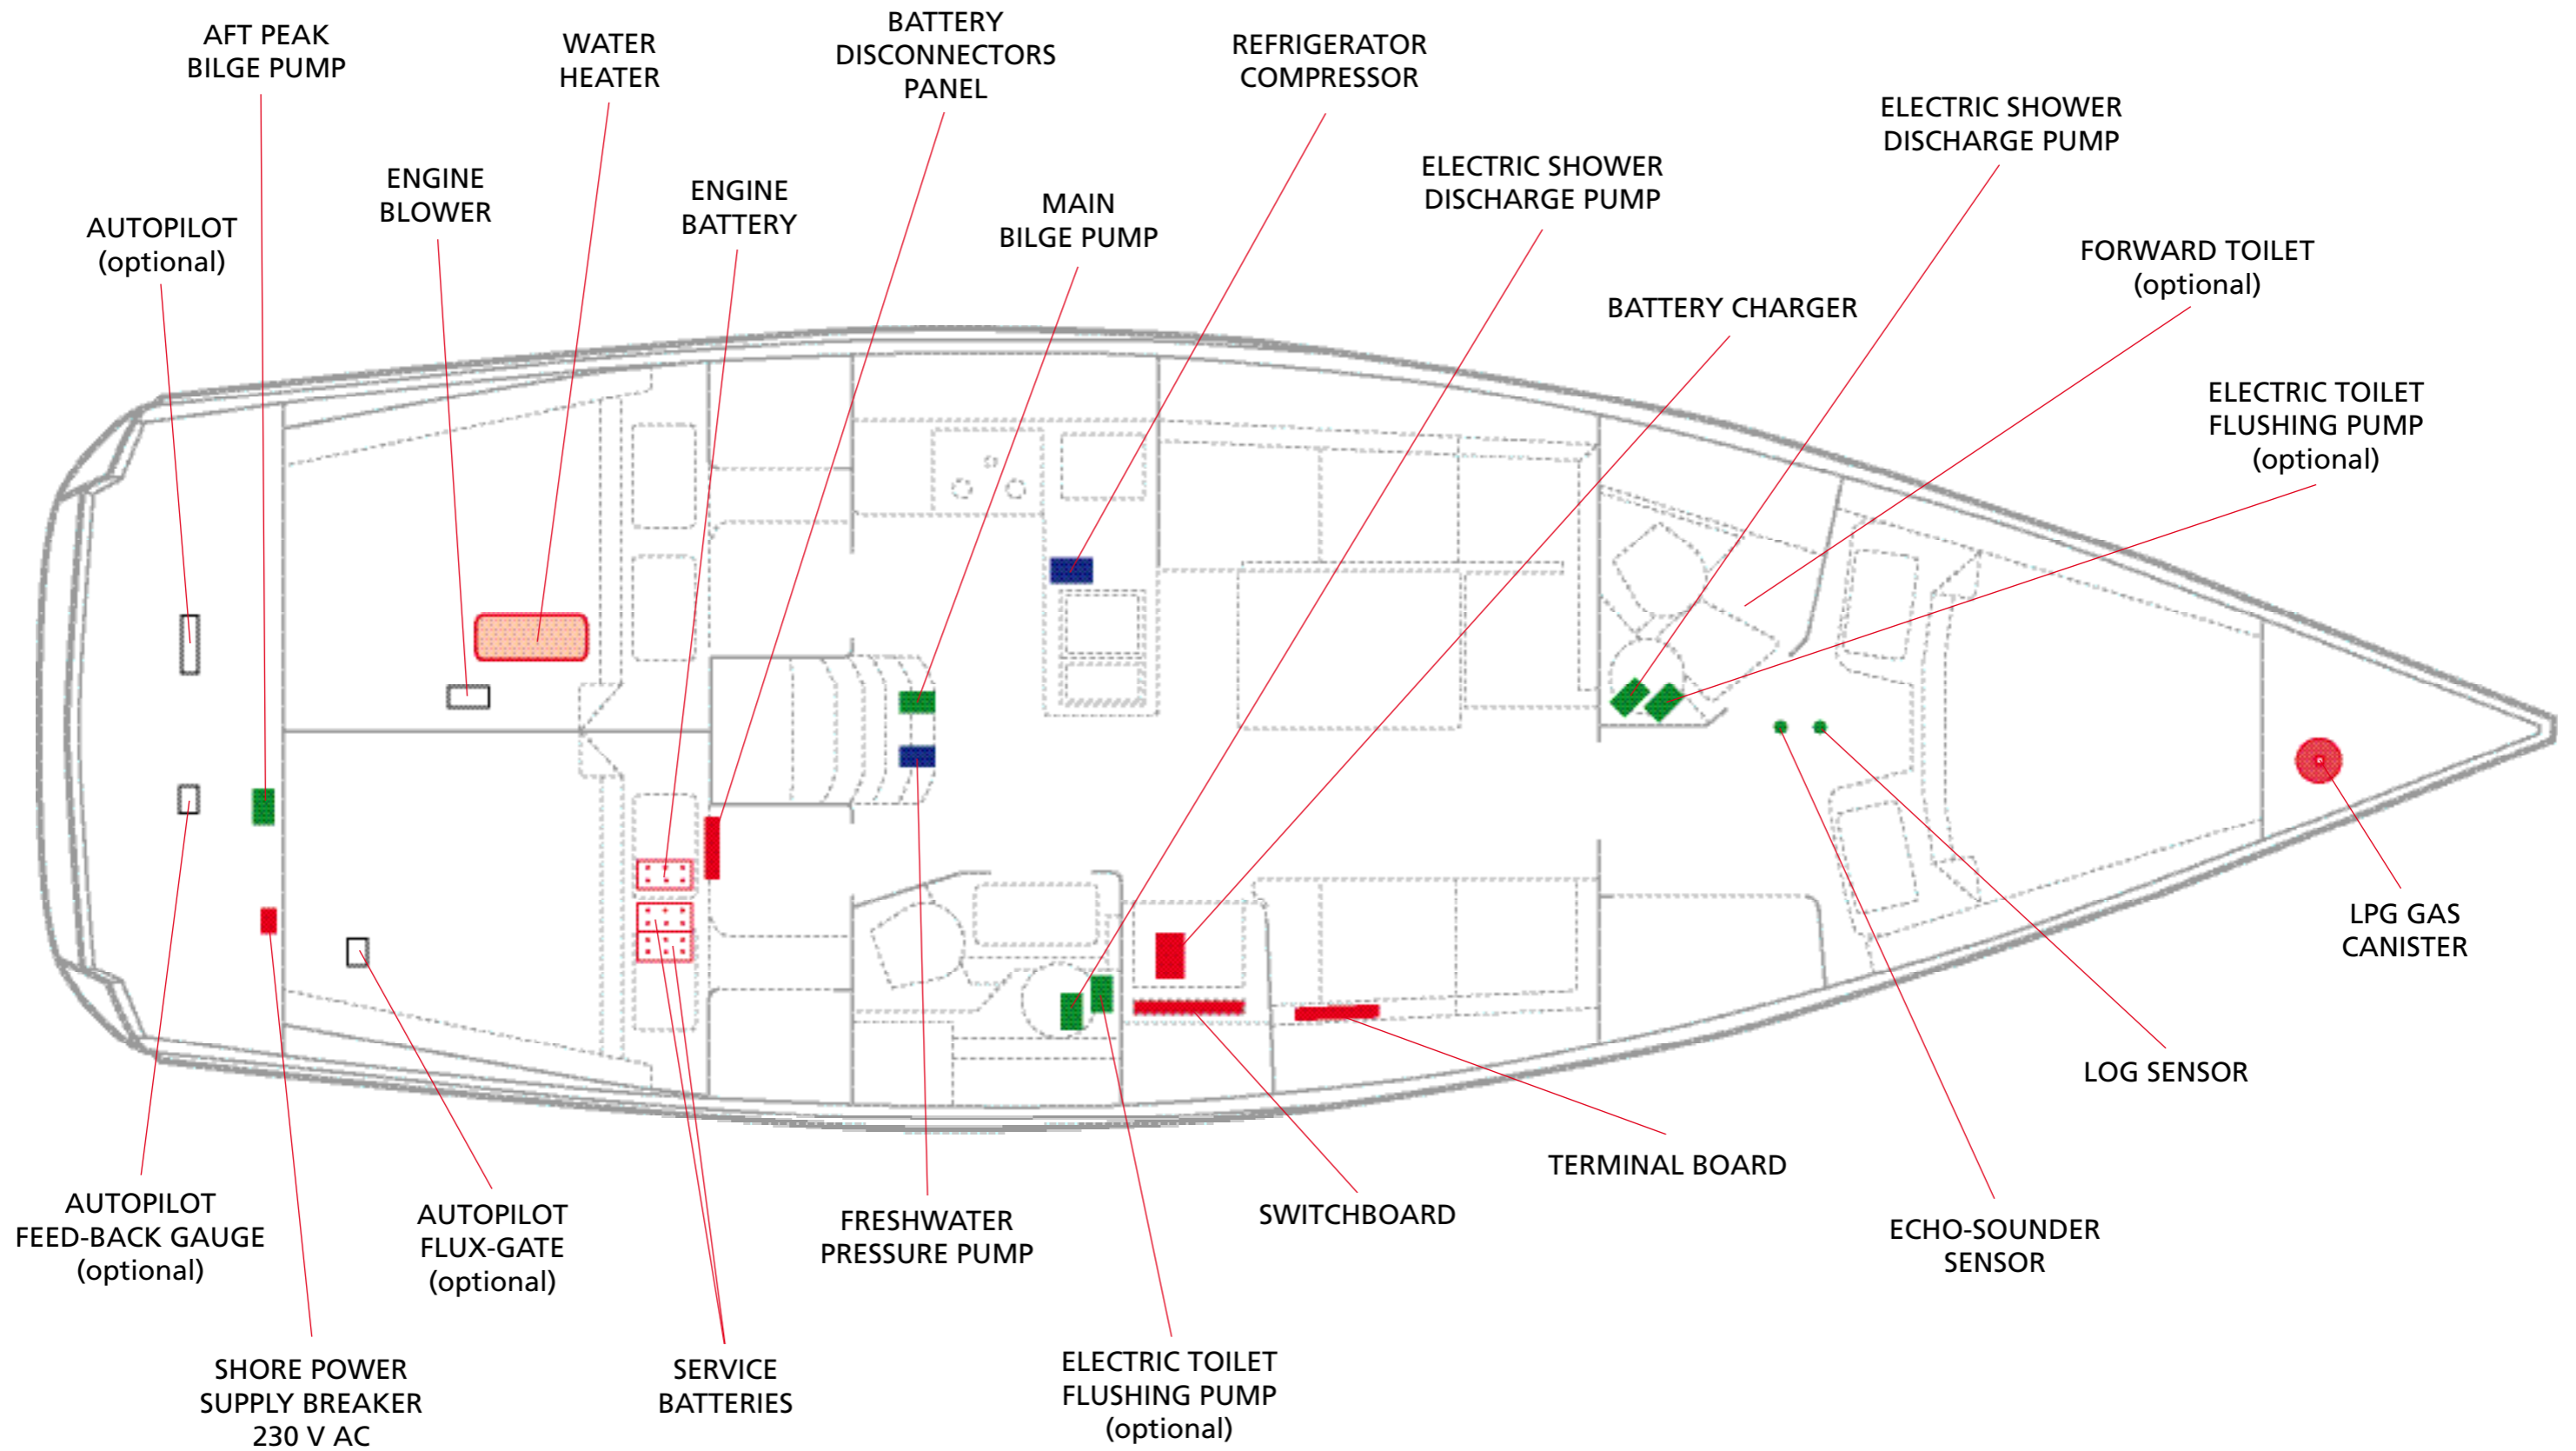 AFT PEAK
BILGE PUMP
WATER
HEATER
BATTERY
DISCONNECTORS
PANEL
REFRIGERATOR
COMPRESSOR
ELECTRIC SHOWER
DISCHARGE PUMP
ELECTRIC SHOWER
DISCHARGE PUMP
ENGINE
BLOWER
ENGINE
BATTERY
MAIN
BILGE PUMP
AUTOPILOT
(optional)
FORWARD TOILET
(optional)
BATTERY CHARGER
ELECTRIC TOILET
FLUSHING PUMP
(optional)
LPG GAS
CANISTER
LOG SENSOR
TERMINAL BOARD
AUTOPILOT
FEED-BACK GAUGE
(optional)
AUTOPILOT
FLUX-GATE
(optional)
FRESHWATER
PRESSURE PUMP
SWITCHBOARD
ECHO-SOUNDER
SENSOR
SHORE POWER
SUPPLY BREAKER
230 V AC
SERVICE
BATTERIES
ELECTRIC TOILET
FLUSHING PUMP
(optional)